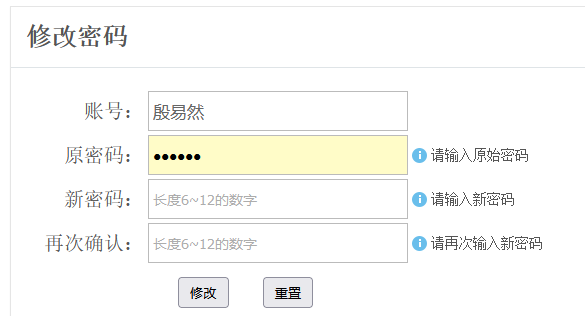 修改密码
账号：殷易然
原密码：●●●●●● 请输入原始密码
新密码：长度6~12的数字 请输入新密码
再次确认：长度6~12的数字 请再次输入新密码
修改 重置